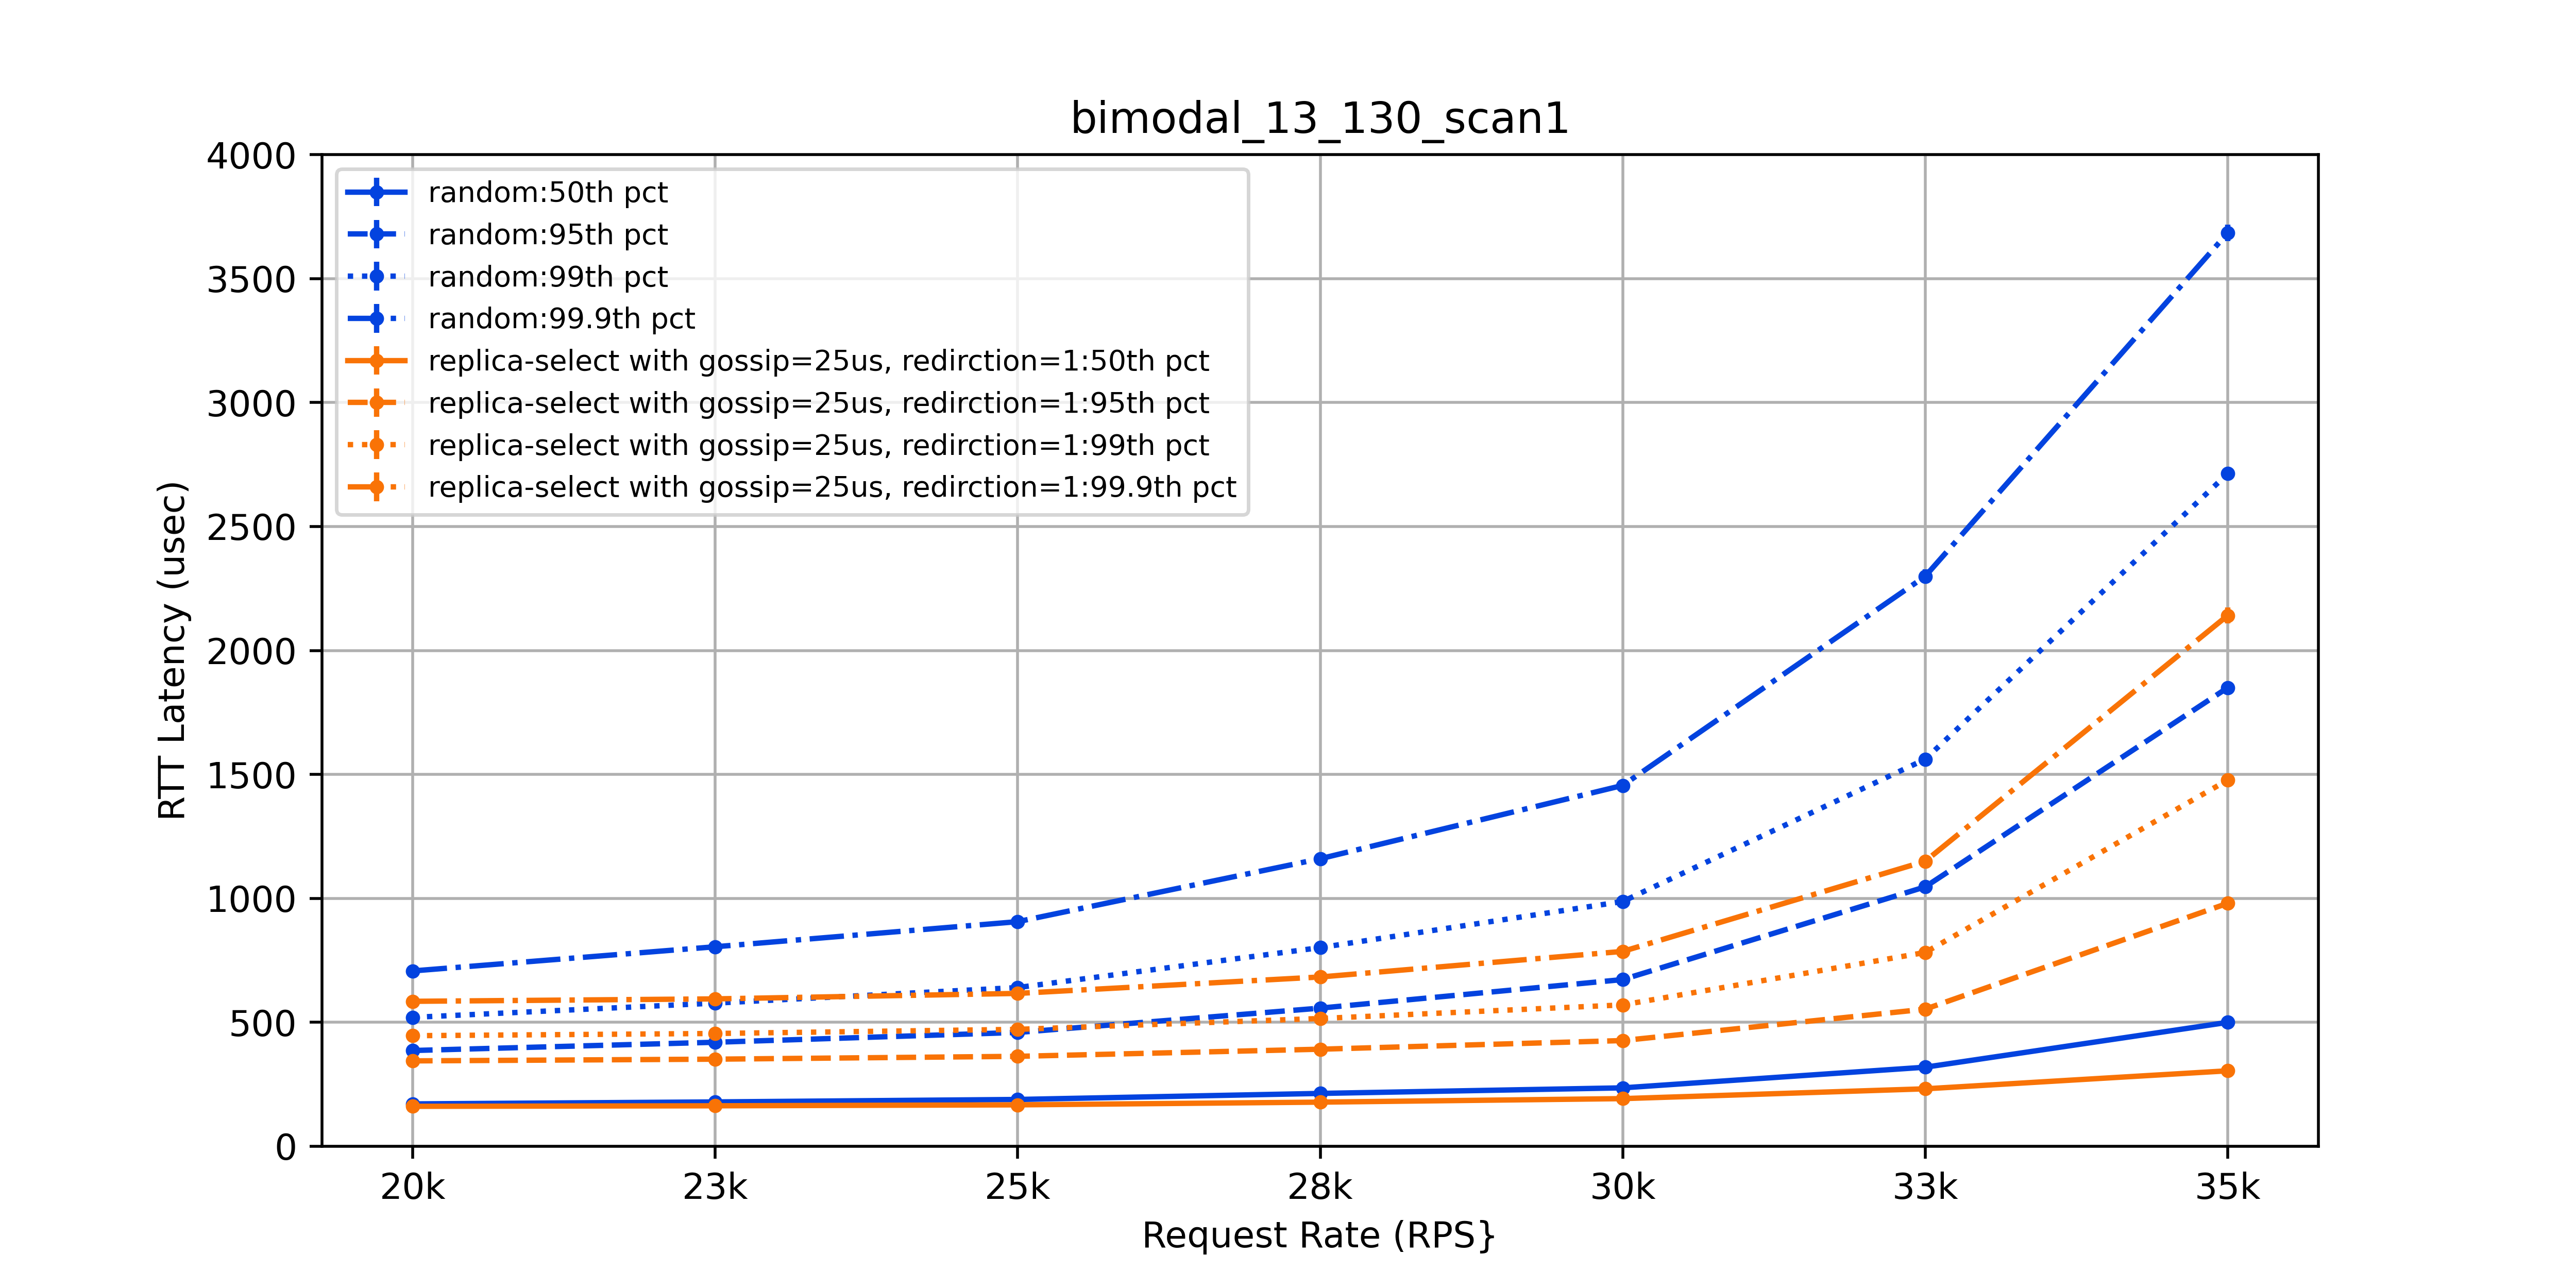 bimodal_13_130_scan1
4000
3500
3000
2500
2000
1500
1000
500
0
RTT Latency (usec)
random:50th pct
random:95th pct
random:99th pct
random:99.9th pct
replica-select with gossip=25us, redirction=1:50th pct
replica-select with gossip=25us, redirction=1:95th pct
replica-select with gossip=25us, redirction=1:99th pct
replica-select with gossip=25us, redirction=1:99.9th pct
20k 23k 25k 28k 30k 33k 35k
Request Rate (RPS}